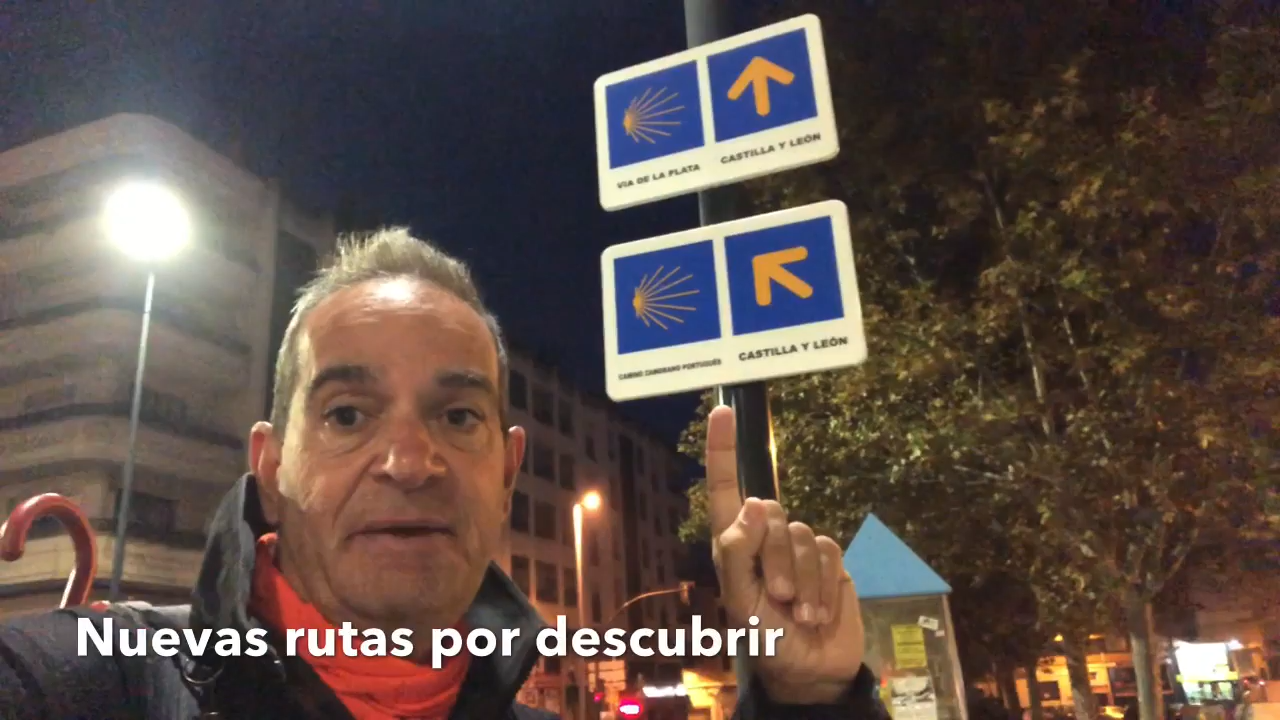 VIA DE LA PLATA
CASTILLA Y LEÓN
CAMINO ZAMORANO PORTUGUÉS
CASTILLA Y LEÓN
Nuevas rutas por descubrir